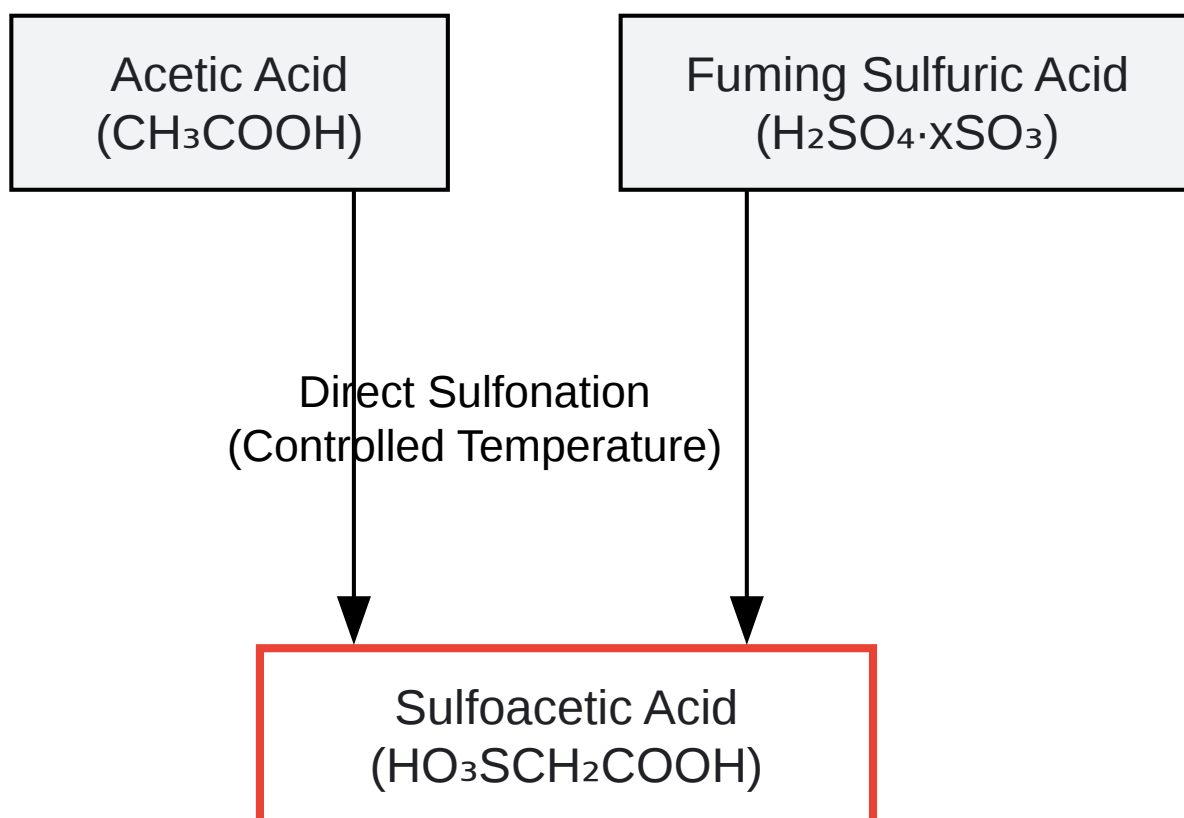 Acetic Acid
(CH₃COOH)
Fuming Sulfuric Acid
(H₂SO₄·xSO₃)
Direct Sulfonation
(Controlled Temperature)
Sulfoacetic Acid
(HO₃SCH₂COOH)